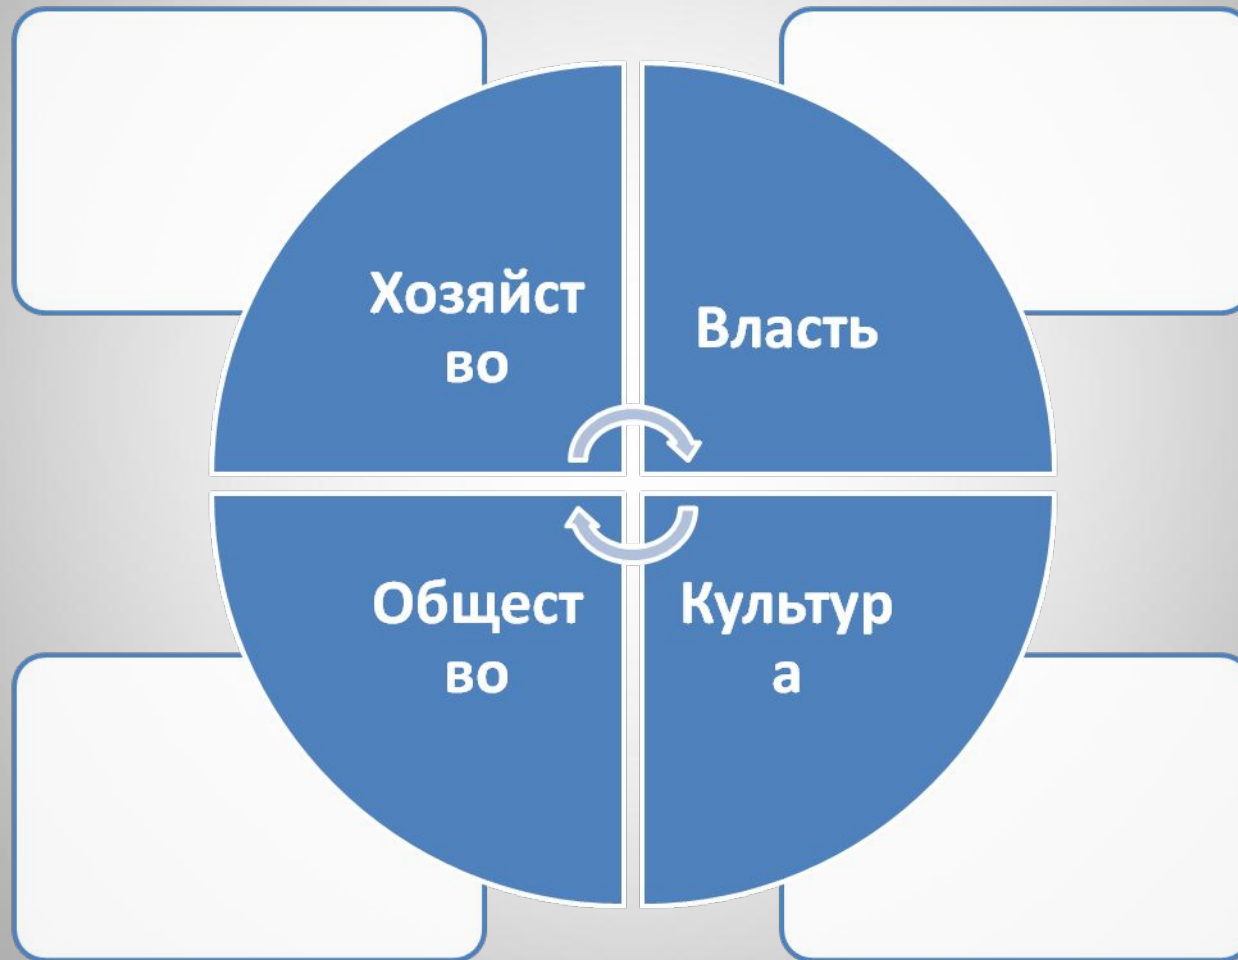 Хозяйст
во
Власть
Общест
во
Культур
а